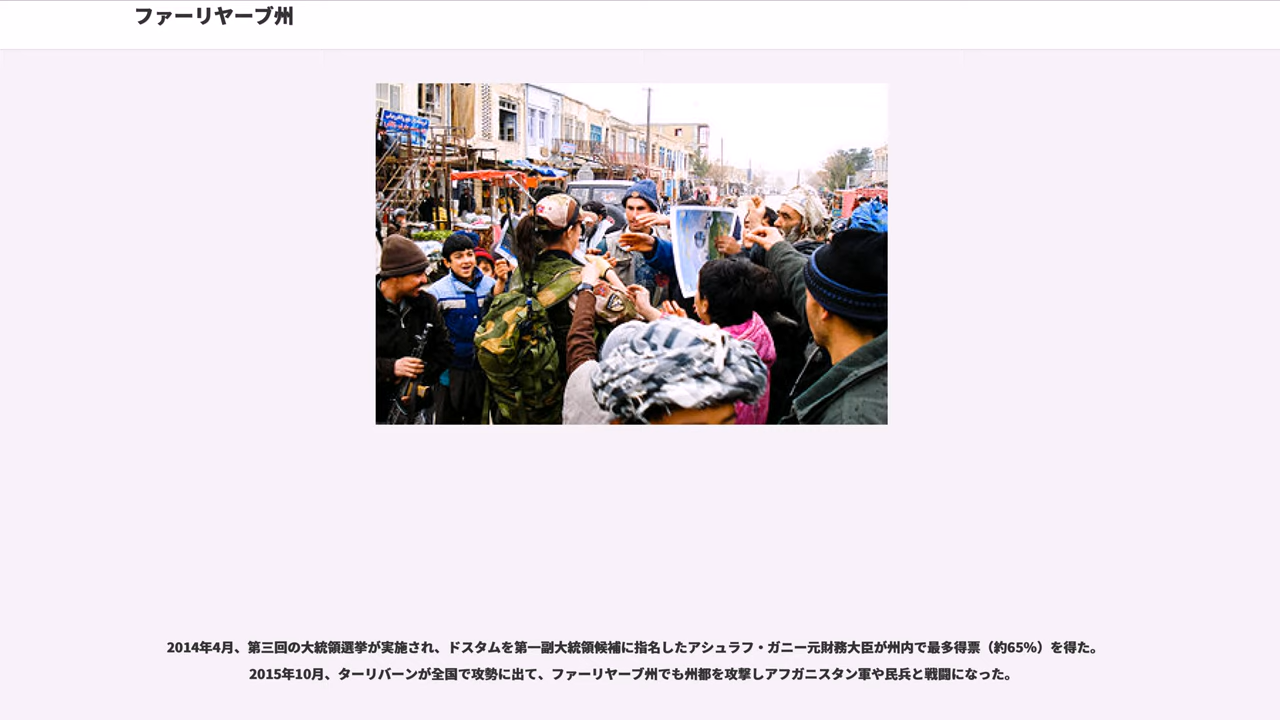 ファーリヤーブ州
2014年4月、第三回の大統領選挙が実施され、ドスタムを第一副大統領候補に指名したアシュラフ・ガニー元財務大臣が州内で最多得票（約65%）を得た。
2015年10月、ターリバーンが全国で攻勢に出て、ファーリヤーブ州でも州都を攻撃しアフガニスタン軍や民兵と戦闘になった。